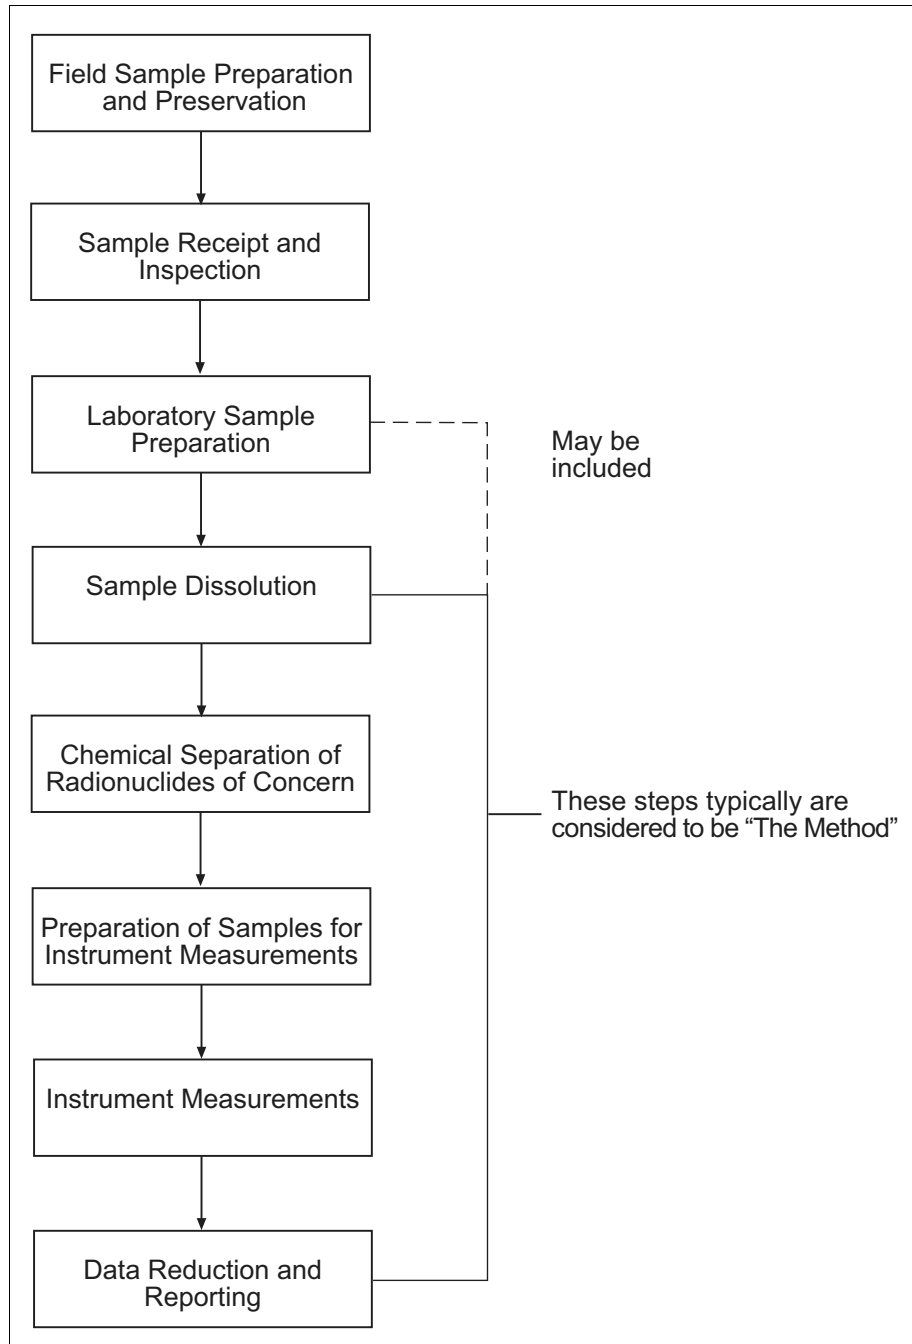 Field Sample Preparation
and Preservation
Sample Receipt and
Inspection
Laboratory Sample
Preparation
May be
included
Sample Dissolution
Chemical Separation of
Radionuclides of Concern
These steps typically are
considered to be “The Method”
Preparation of Samples for
Instrument Measurements
Instrument Measurements
Data Reduction and
Reporting